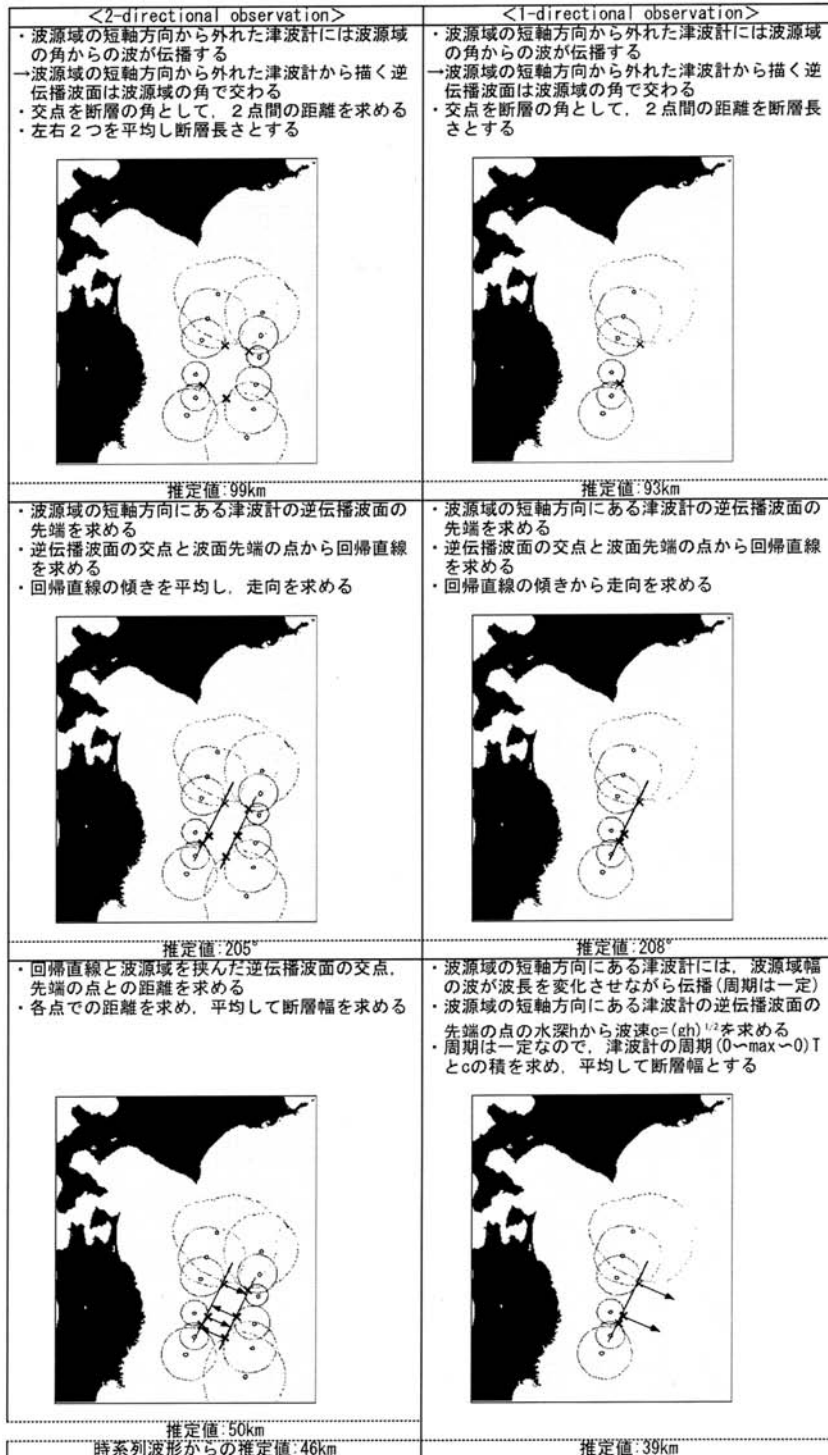 <2-directional observation>
・波源域の短軸方向から外れた津波計には波源域
の角からの波が伝播する
→波源域の短軸方向から外れた津波計から描く逆
伝播波面は波源域の角で交わる
・交点を断層の角として，２点間の距離を求める
・左右２つを平均し断層長さとする
推定値:99km
<1-directional observation>
・波源域の短軸方向から外れた津波計には波源域
の角からの波が伝播する
→波源域の短軸方向から外れた津波計から描く逆
伝播波面は波源域の角で交わる
・交点を断層の角として，２点間の距離を断層長
さとする
推定値:93km
・波源域の短軸方向にある津波計の逆伝播波面の
先端を求める
・逆伝播波面の交点と波面先端の点から回帰直線
を求める
・回帰直線の傾きを平均し，走向を求める
推定値:205°
・波源域の短軸方向にある津波計の逆伝播波面の
先端を求める
・逆伝播波面の交点と波面先端の点から回帰直線
を求める
・回帰直線の傾きから走向を求める
推定値:208°
・回帰直線と波源域を挟んだ逆伝播波面の交点，
先端の点との距離を求める
・各点での距離を求め，平均して断層幅を求める
推定値:50km
時系列波形からの推定値:46km
・波源域の短軸方向にある津波計には，波源域幅
の波が波長を変化させながら伝播(周期は一定)
・波源域の短軸方向にある津波計の逆伝播波面の
先端の点の水深hから波速c=(gh)^1/2を求める
・周期は一定なので，津波計の周期(0〜max〜0)T
とcの積を求め，平均して断層幅とする
推定値:39km